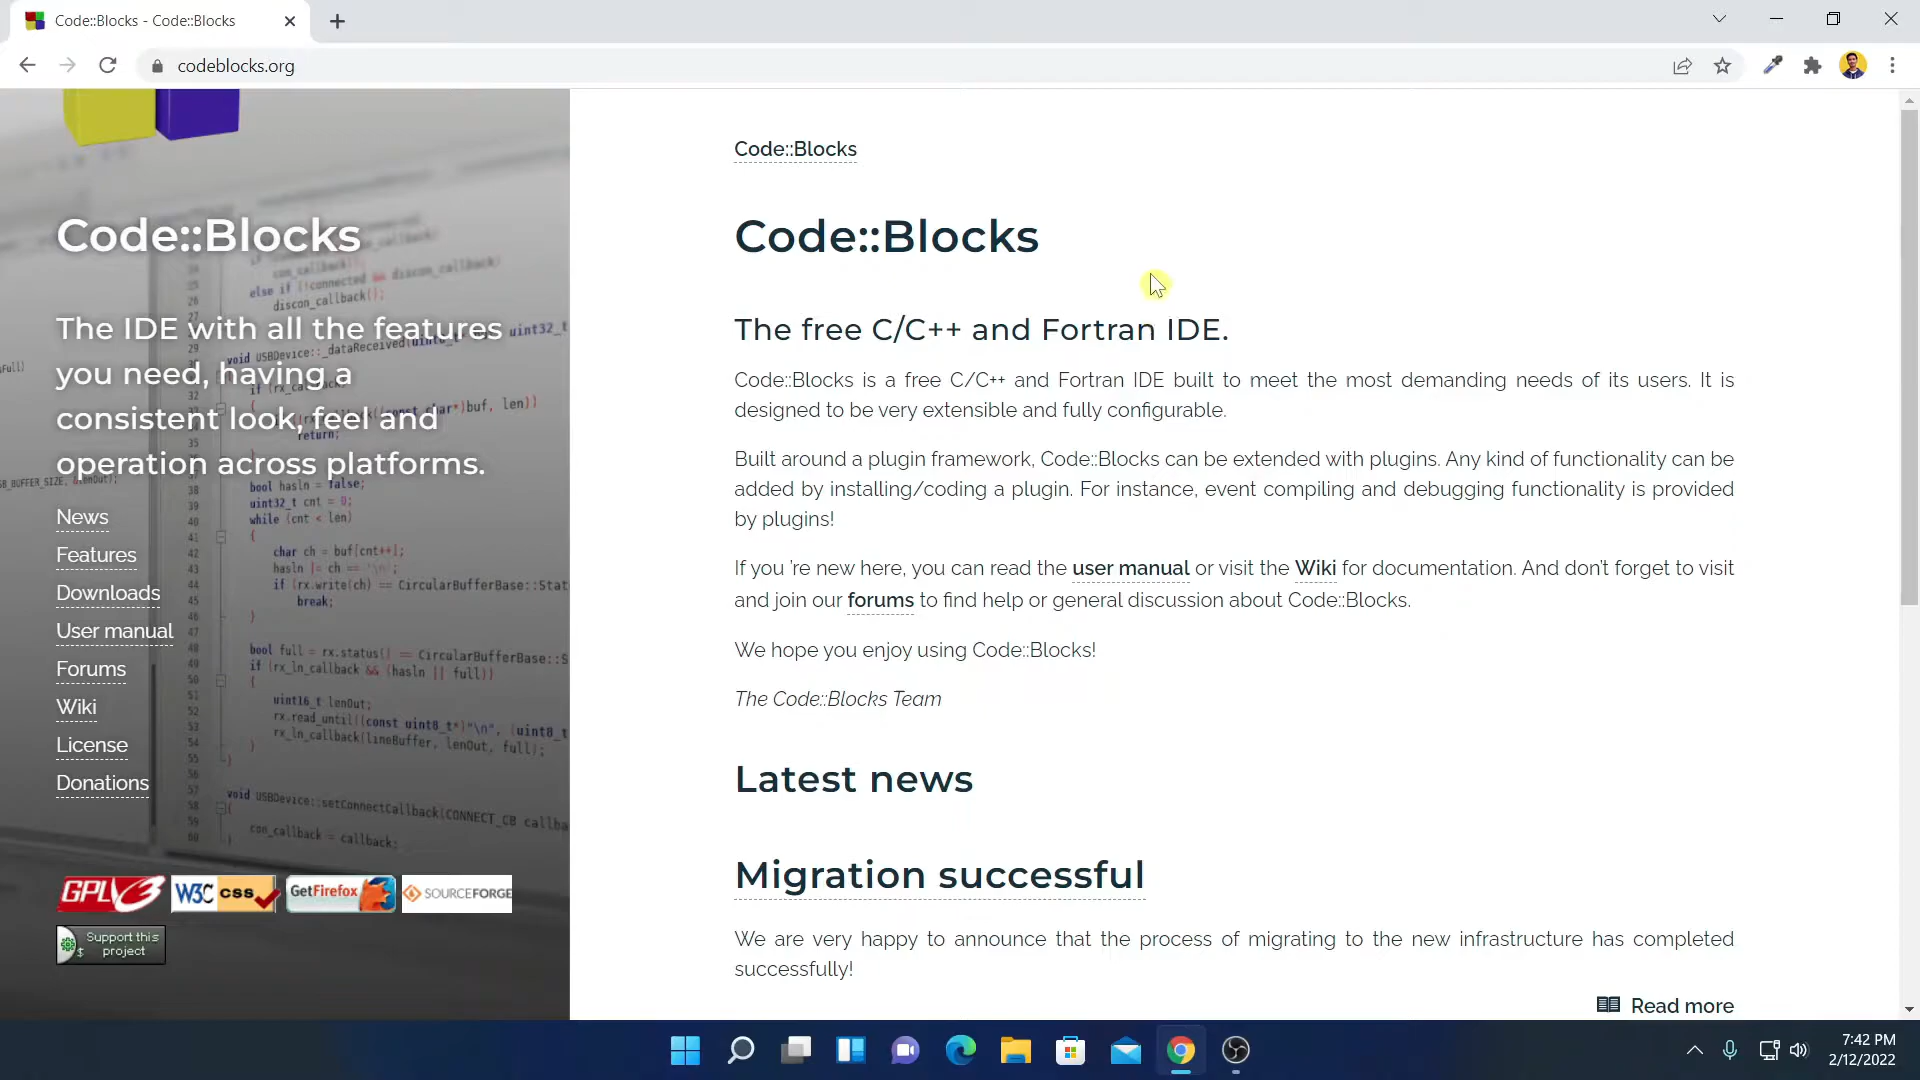 Code::Blocks - Code::Blocks
codeblocks.org
Code::Blocks
The IDE with all the features
you need, having a
consistent look, feel and
operation across platforms.
News
Features
Downloads
User manual
Forums
Wiki
License
Donations
GPLV3
W3C css
GetFirefox
SOURCEFORGE
Support this
project
Code::Blocks
Code::Blocks
The free C/C++ and Fortran IDE.
Code::Blocks is a free C/C++ and Fortran IDE built to meet the most demanding needs of its users. It is
designed to be very extensible and fully configurable.
Built around a plugin framework, Code::Blocks can be extended with plugins. Any kind of functionality can be
added by installing/coding a plugin. For instance, event compiling and debugging functionality is provided
by plugins!
If you 're new here, you can read the user manual or visit the Wiki for documentation. And don't forget to visit
and join our forums to find help or general discussion about Code::Blocks.
We hope you enjoy using Code::Blocks!
The Code::Blocks Team
Latest news
Migration successful
We are very happy to announce that the process of migrating to the new infrastructure has completed
successfully!
Read more
7:42 PM
2/12/2022